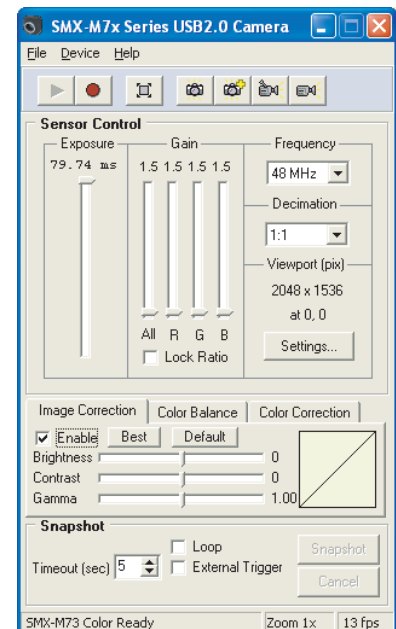 SMX-M7x Series USB2.0 Camera
File Device Help
Sensor Control
Exposure
79.74 ms
Gain
1.5 1.5 1.5 1.5
All R G B
Lock Ratio
Frequency
48 MHz
Decimation
1:1
Viewport (pix)
2048 x 1536
at 0, 0
Settings...
Image Correction Color Balance Color Correction
Enable Best Default
Brightness 0
Contrast 0
Gamma 1.00
Snapshot
Timeout (sec) 5
Loop
External Trigger
Snapshot
Cancel
SMX-M73 Color Ready Zoom 1x 13 fps